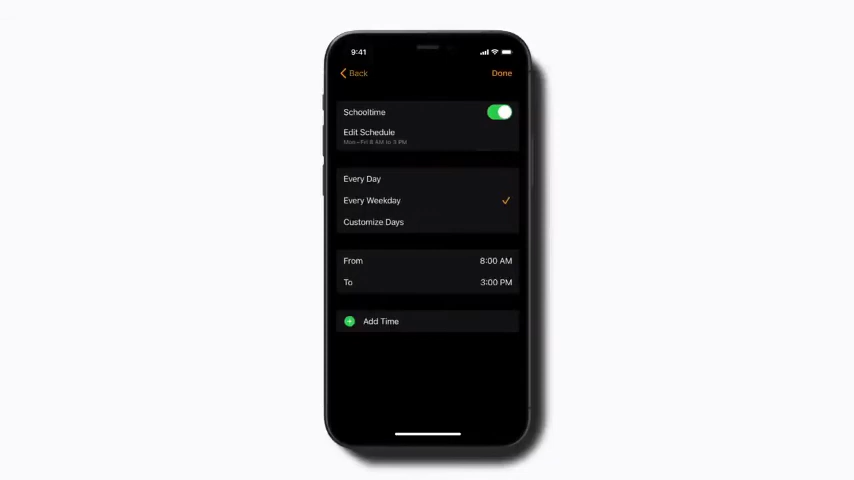 9:41
Back
Done
Schooltime
Edit Schedule
Mon–Fri 8 AM to 3 PM
Every Day
Every Weekday
Customize Days
From 8:00 AM
To 3:00 PM
Add Time